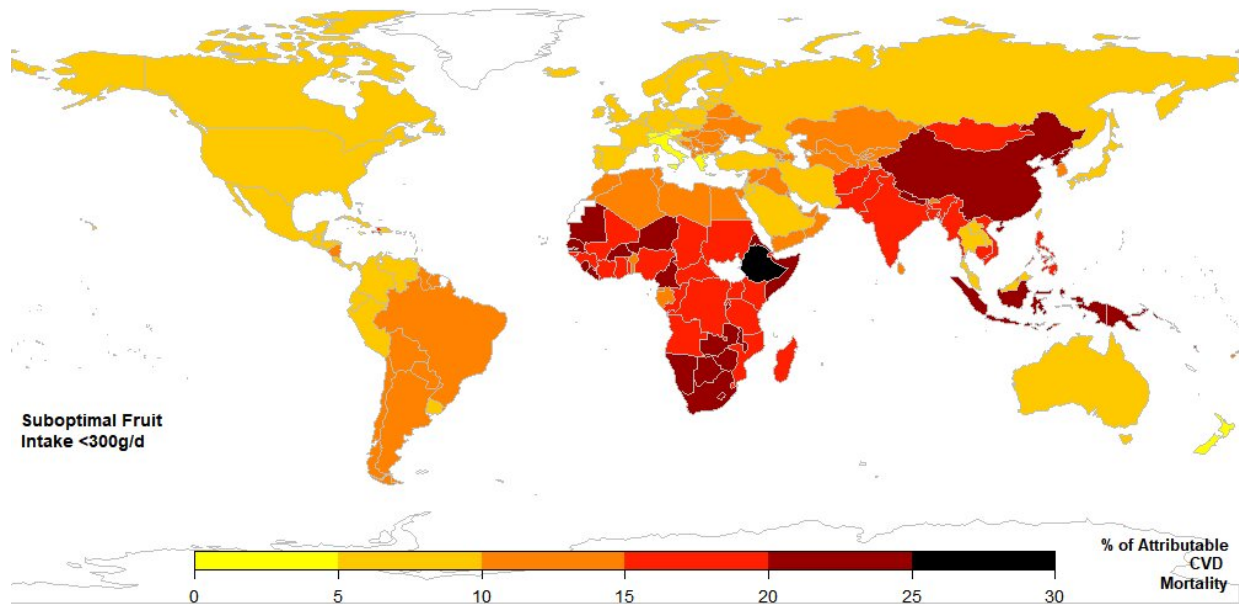 Suboptimal Fruit
Intake <300g/d
% of Attributable
CVD
Mortality
0 5 10 15 20 25 30